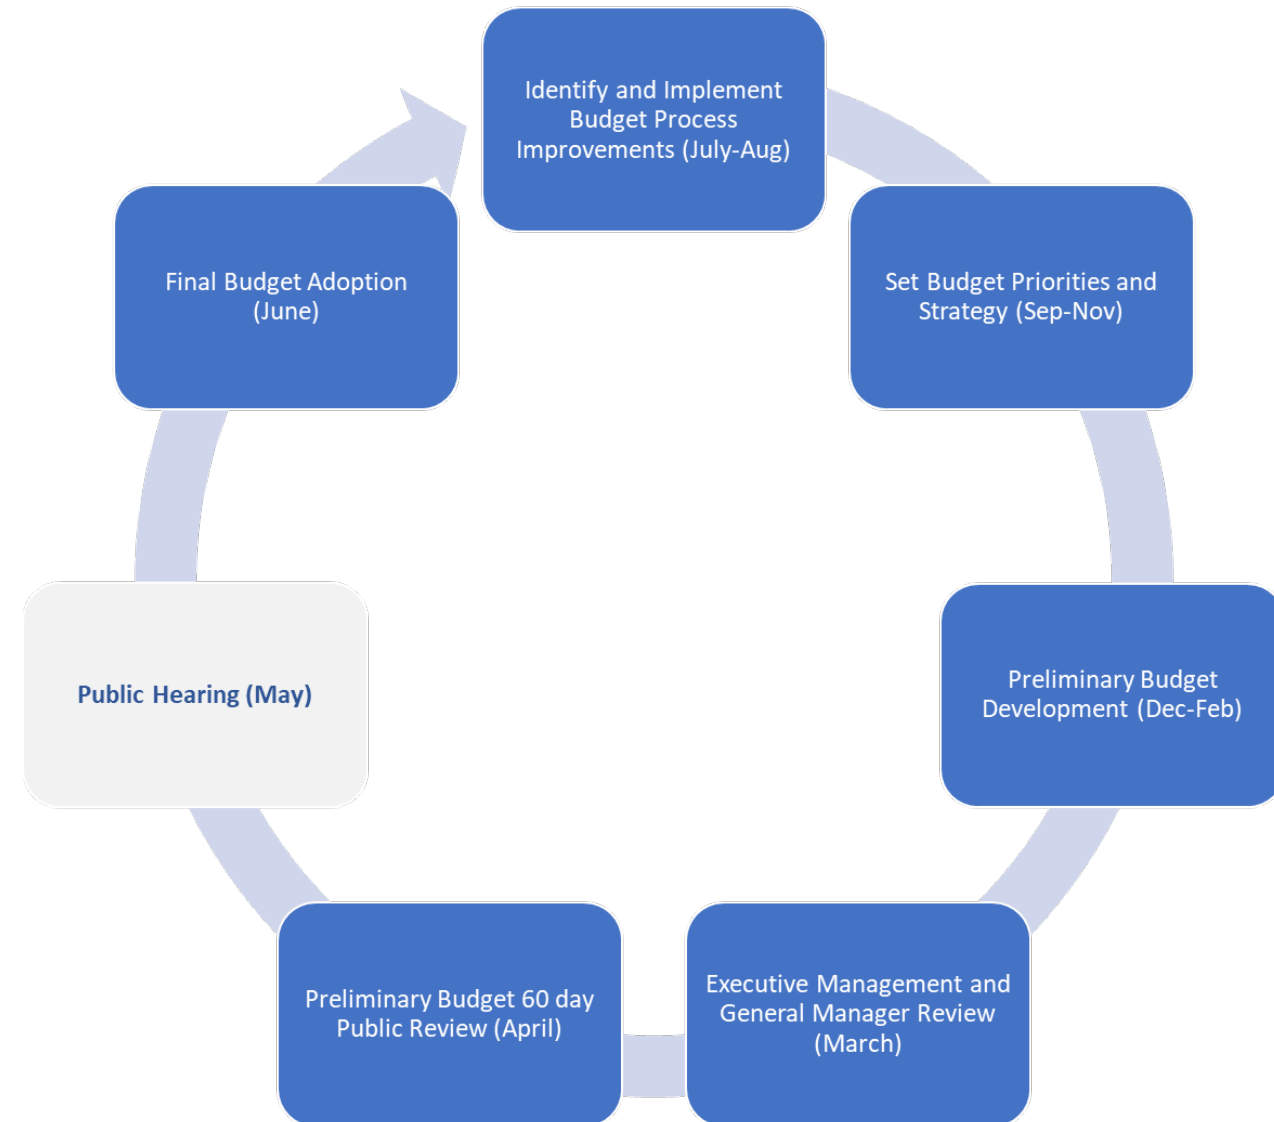 Identify and Implement
Budget Process
Improvements (July-Aug)
Set Budget Priorities and
Strategy (Sep-Nov)
Preliminary Budget
Development (Dec-Feb)
Executive Management and
General Manager Review
(March)
Preliminary Budget 60 day
Public Review (April)
Public Hearing (May)
Final Budget Adoption
(June)